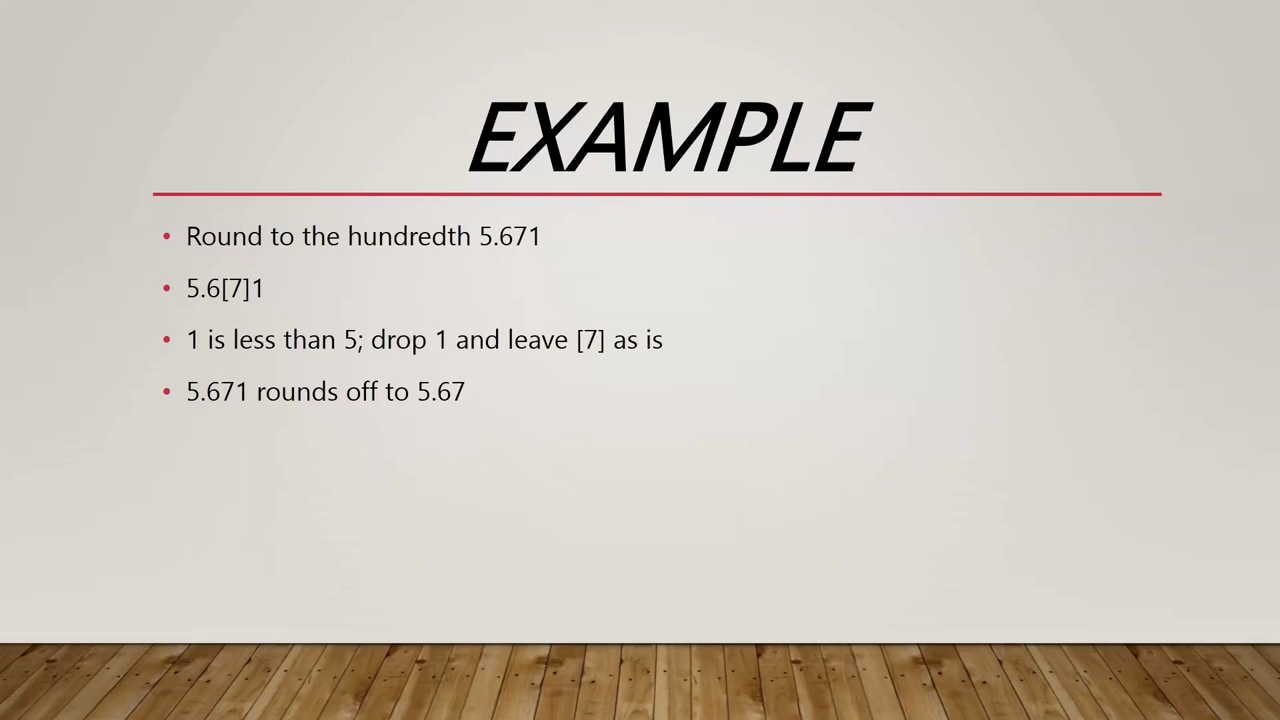 EXAMPLE
• Round to the hundredth 5.671
• 5.6[7]1
• 1 is less than 5; drop 1 and leave [7] as is
• 5.671 rounds off to 5.67